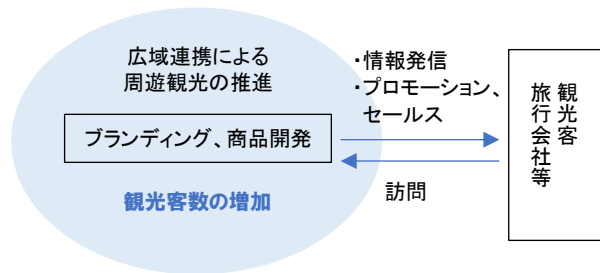 広域連携による
周遊観光の推進
ブランディング、商品開発
観光客数の増加
・情報発信
・プロモーション、
セールス
訪問
観光客
旅行会社等